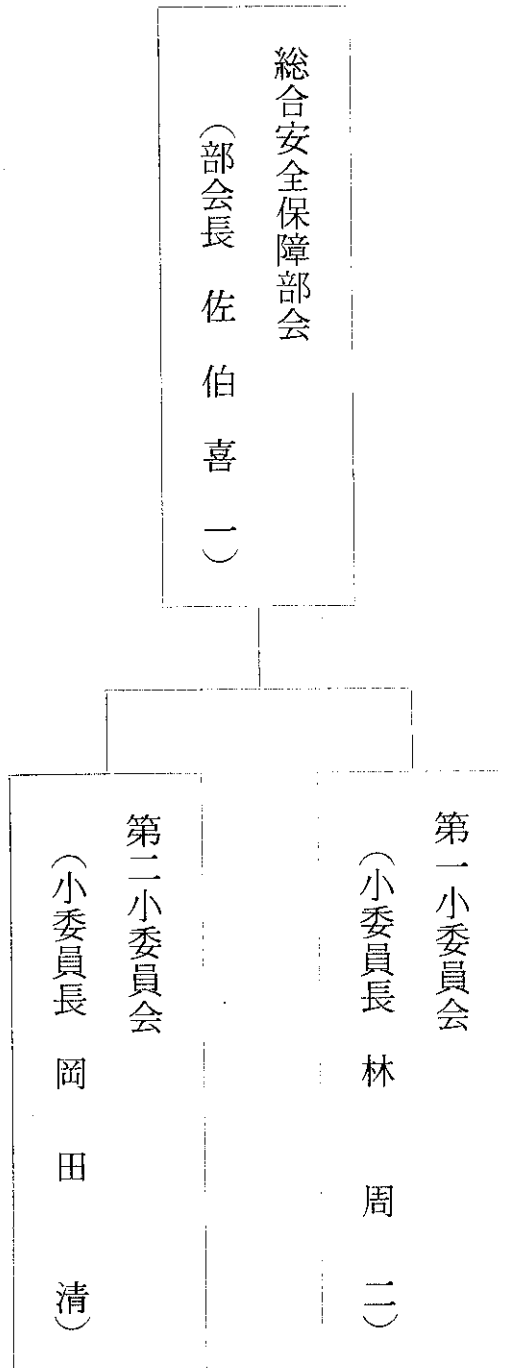 総合安全保障部会
（部会長　佐　伯　喜　一）
第一小委員会
（小委員長　林　　周　二）
第二小委員会
（小委員長　岡　田　　清）